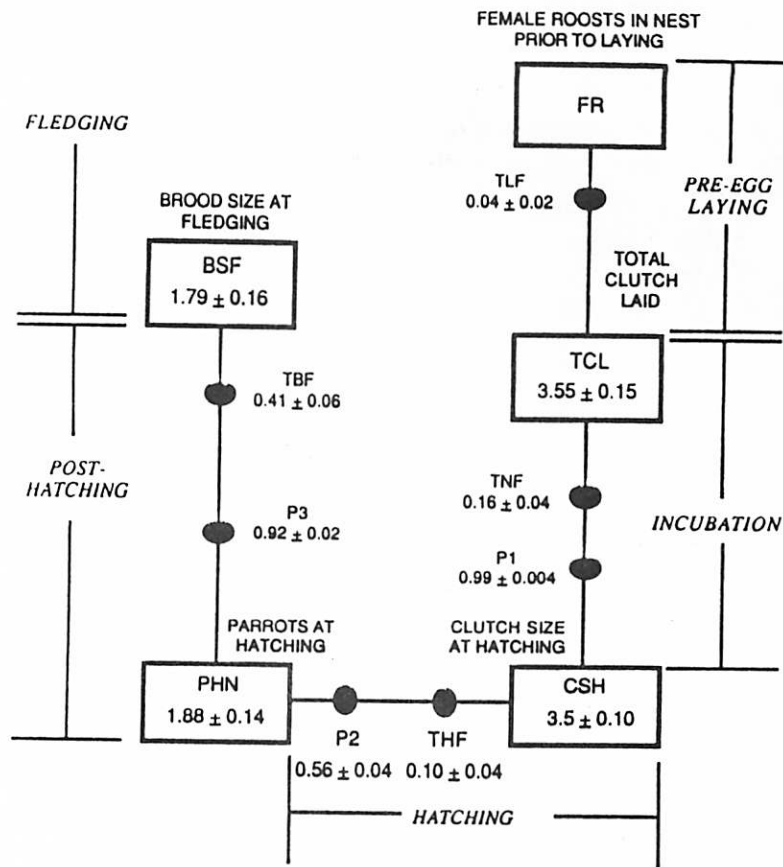 FEMALE ROOSTS IN NEST
PRIOR TO LAYING
FR
TLF
0.04 ± 0.02
PRE-EGG
LAYING
TOTAL
CLUTCH
LAID
TCL
3.55 ± 0.15
TNF
0.16 ± 0.04
P1
0.99 ± 0.004
INCUBATION
CLUTCH SIZE
AT HATCHING
CSH
3.5 ± 0.10
THF
0.10 ± 0.04
P2
0.56 ± 0.04
HATCHING
PARROTS AT
HATCHING
PHN
1.88 ± 0.14
P3
0.92 ± 0.02
TBF
0.41 ± 0.06
POST-
HATCHING
BROOD SIZE AT
FLEDGING
BSF
1.79 ± 0.16
FLEDGING